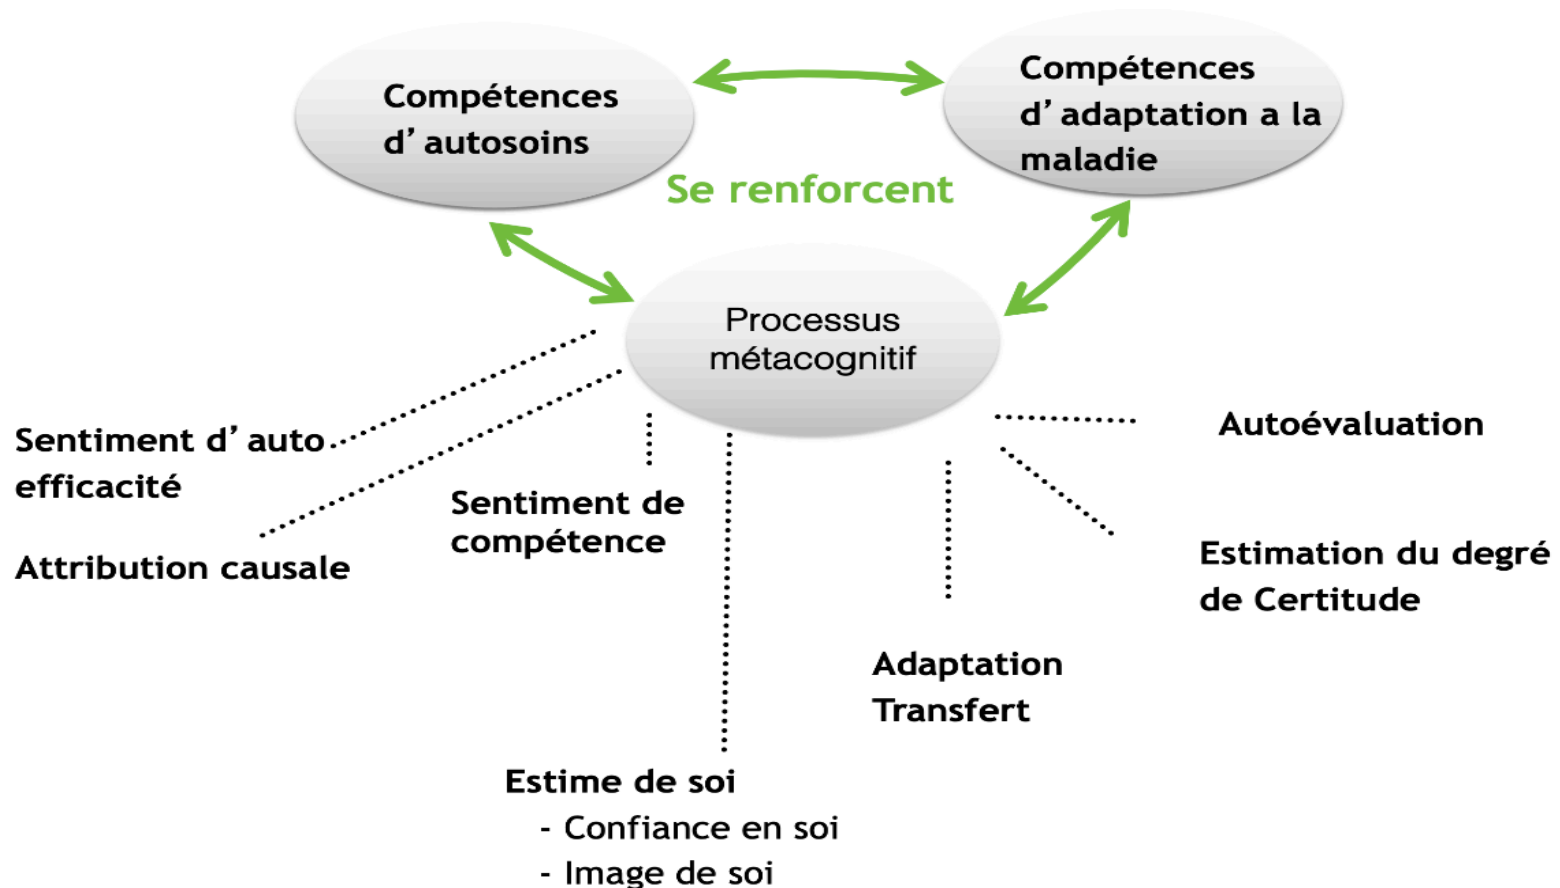 Compétences
d’autosoins
Compétences
d’adaptation a la
maladie
Se renforcent
Processus
métacognitif
Sentiment d’auto
efficacité
Attribution causale
Sentiment de
compétence
Autoévaluation
Estimation du degré
de Certitude
Adaptation
Transfert
Estime de soi
- Confiance en soi
- Image de soi